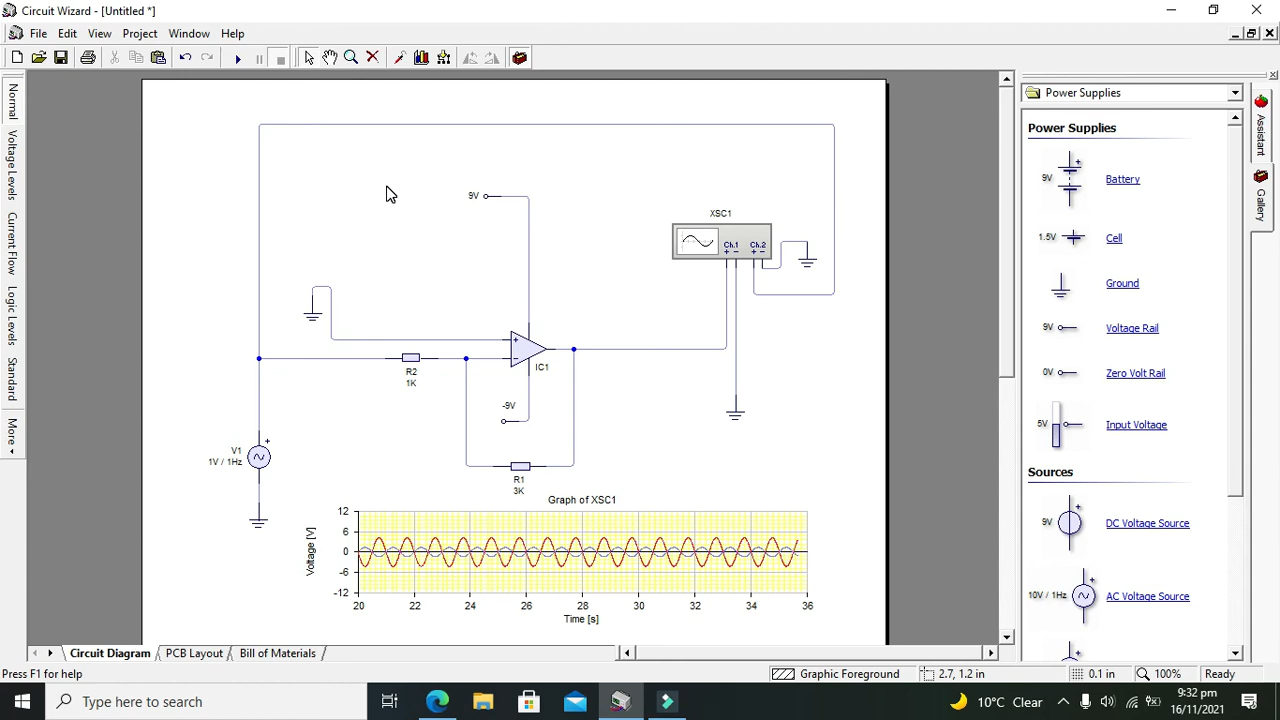 Circuit Wizard - [Untitled *]
File Edit View Project Window Help
Normal
Voltage Levels
Current Flow
Logic Levels
Standard
More
9V
XSC1
Ch.1 Ch.2
+ - + -
+
-
IC1
R2
1K
-9V
V1
1V / 1Hz
+
R1
3K
Graph of XSC1
Voltage [V]
12
6
0
-6
-12
20 22 24 26 28 30 32 34 36
Time [s]
Power Supplies
Power Supplies
9V + Battery
1.5V + Cell
Ground
9V Voltage Rail
0V Zero Volt Rail
5V Input Voltage
Sources
9V + DC Voltage Source
10V / 1Hz + AC Voltage Source
Assistant
Gallery
Circuit Diagram PCB Layout Bill of Materials
Press F1 for help Graphic Foreground 2.7, 1.2 in 0.1 in 100% Ready
Type here to search 10°C Clear 9:32 pm
16/11/2021